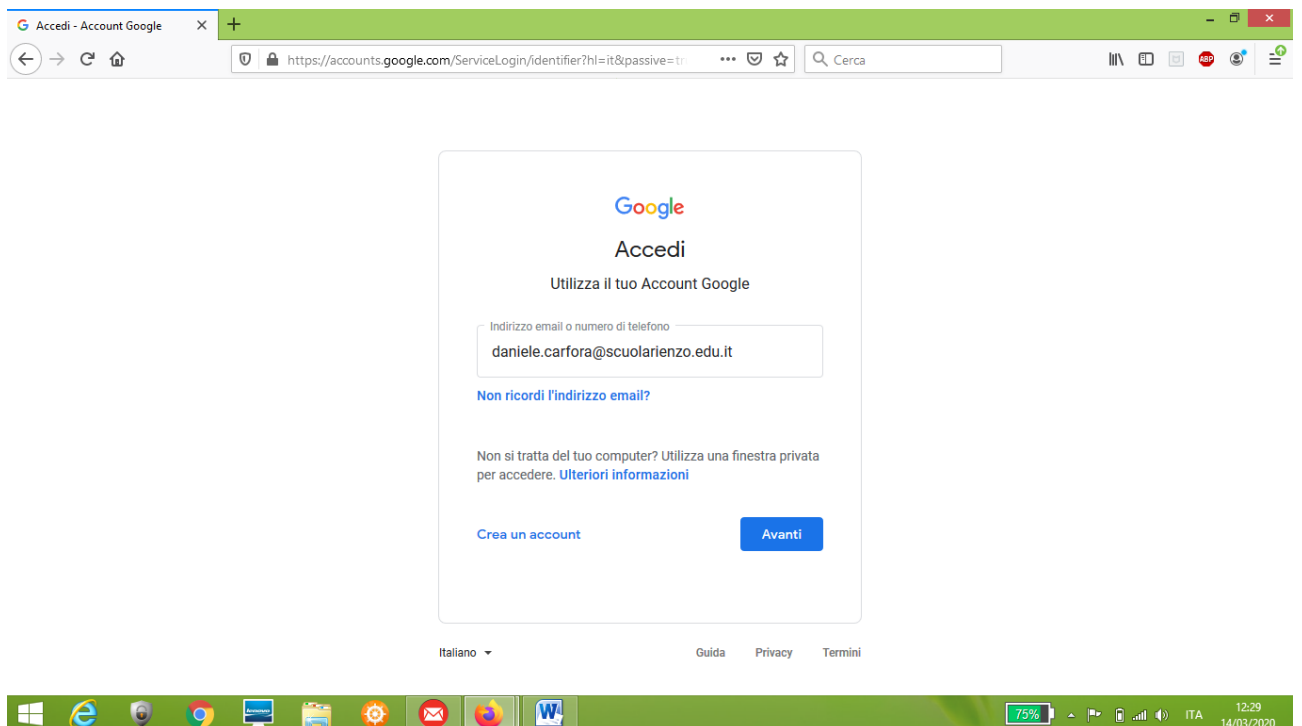 Accedi - Account Google
https://accounts.google.com/ServiceLogin/identifier?hl=it&passive=tr
Cerca
ABP
Google
Accedi
Utilizza il tuo Account Google
Indirizzo email o numero di telefono
daniele.carfora@scuolarienzo.edu.it
Non ricordi l'indirizzo email?
Non si tratta del tuo computer? Utilizza una finestra privata
per accedere. Ulteriori informazioni
Crea un account
Avanti
Italiano
Guida Privacy Termini
lenovo
75%
ITA
12:29
14/03/2020